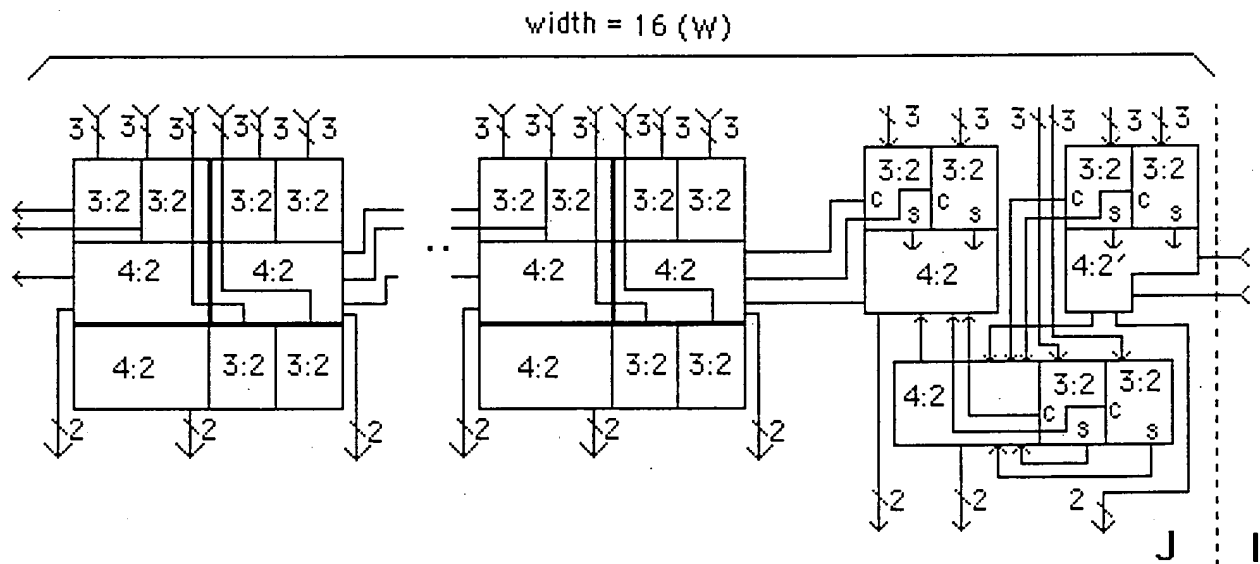 width = 16 (W)
3 3 3 3 3 3 3 3 3 3 3 3 3 3 3 3 3 3
3:2 3:2 3:2 3:2 3:2 3:2 3:2 3:2 3:2 3:2 3:2 3:2
C S C S C S C S
4:2 4:2 4:2 4:2 4:2 4:2'
..
4:2 3:2 3:2 4:2 3:2 3:2 4:2 3:2 3:2
C S C S
2 2 2 2 2 2 2 2 2
J